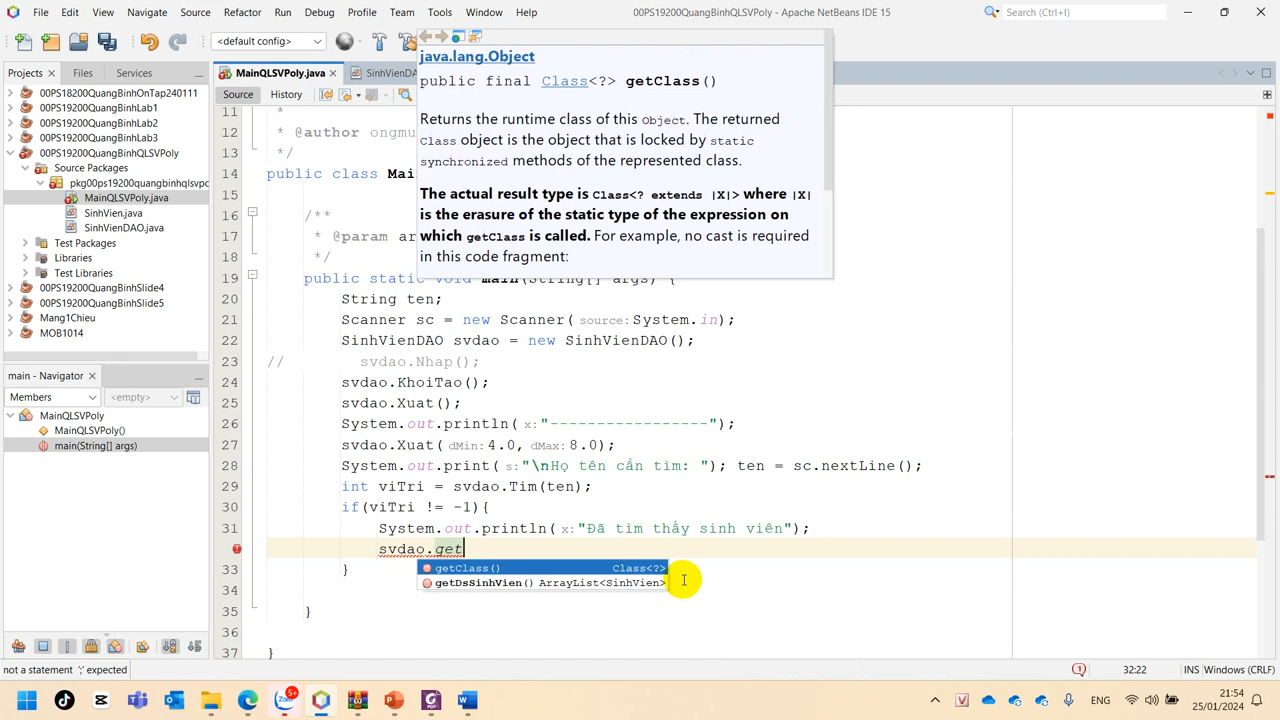 File Edit View Navigate Source Refactor Run Debug Profile Team Tools Window Help
00PS19200QuangBinhQLSVPoly - Apache NetBeans IDE 15
Search (Ctrl+I)
<default config>
Projects Files Services
00PS18200QuangBinhOnTap240111
00PS19200QuangBinhLab1
00PS19200QuangBinhLab2
00PS19200QuangBinhLab3
00PS19200QuangBinhQLSVPoly
Source Packages
pkg00ps19200quangbinhqlsvpc
MainQLSVPoly.java
SinhVien.java
SinhVienDAO.java
Test Packages
Libraries
Test Libraries
00PS19200QuangBinhSlide4
00PS19200QuangBinhSlide5
Mang1Chieu
MOB1014
main - Navigator
Members <empty>
MainQLSVPoly
MainQLSVPoly()
main(String[] args)
MainQLSVPoly.java SinhVienDA
Source History
java.lang.Object
public final Class<?> getClass()
Returns the runtime class of this Object. The returned
Class object is the object that is locked by static
synchronized methods of the represented class.
The actual result type is Class<? extends |X|> where |X|
is the erasure of the static type of the expression on
which getClass is called. For example, no cast is required
in this code fragment:
11 *
12 * @author ongmu
13 */
14 public class Mai
15
16 /**
17 * @param ar
18 */
19 public static void main(String[] args) {
20 String ten;
21 Scanner sc = new Scanner( source: System.in);
22 SinhVienDAO svdao = new SinhVienDAO();
23 // svdao.Nhap();
24 svdao.KhoiTao();
25 svdao.Xuat();
26 System.out.println( x: "-----------------");
27 svdao.Xuat( dMin: 4.0, dMax: 8.0);
28 System.out.print( s: "\nHọ tên cần tìm: "); ten = sc.nextLine();
29 int viTri = svdao.Tim(ten);
30 if(viTri != -1){
31 System.out.println( x: "Đã tìm thấy sinh viên");
svdao.get
getClass() Class<?>
getDsSinhVien() ArrayList<SinhVien>
33 }
34
35 }
36
37 }
not a statement ';' expected
1 32:22 INS Windows (CRLF)
Zalo 5+
ENG
21:54
25/01/2024